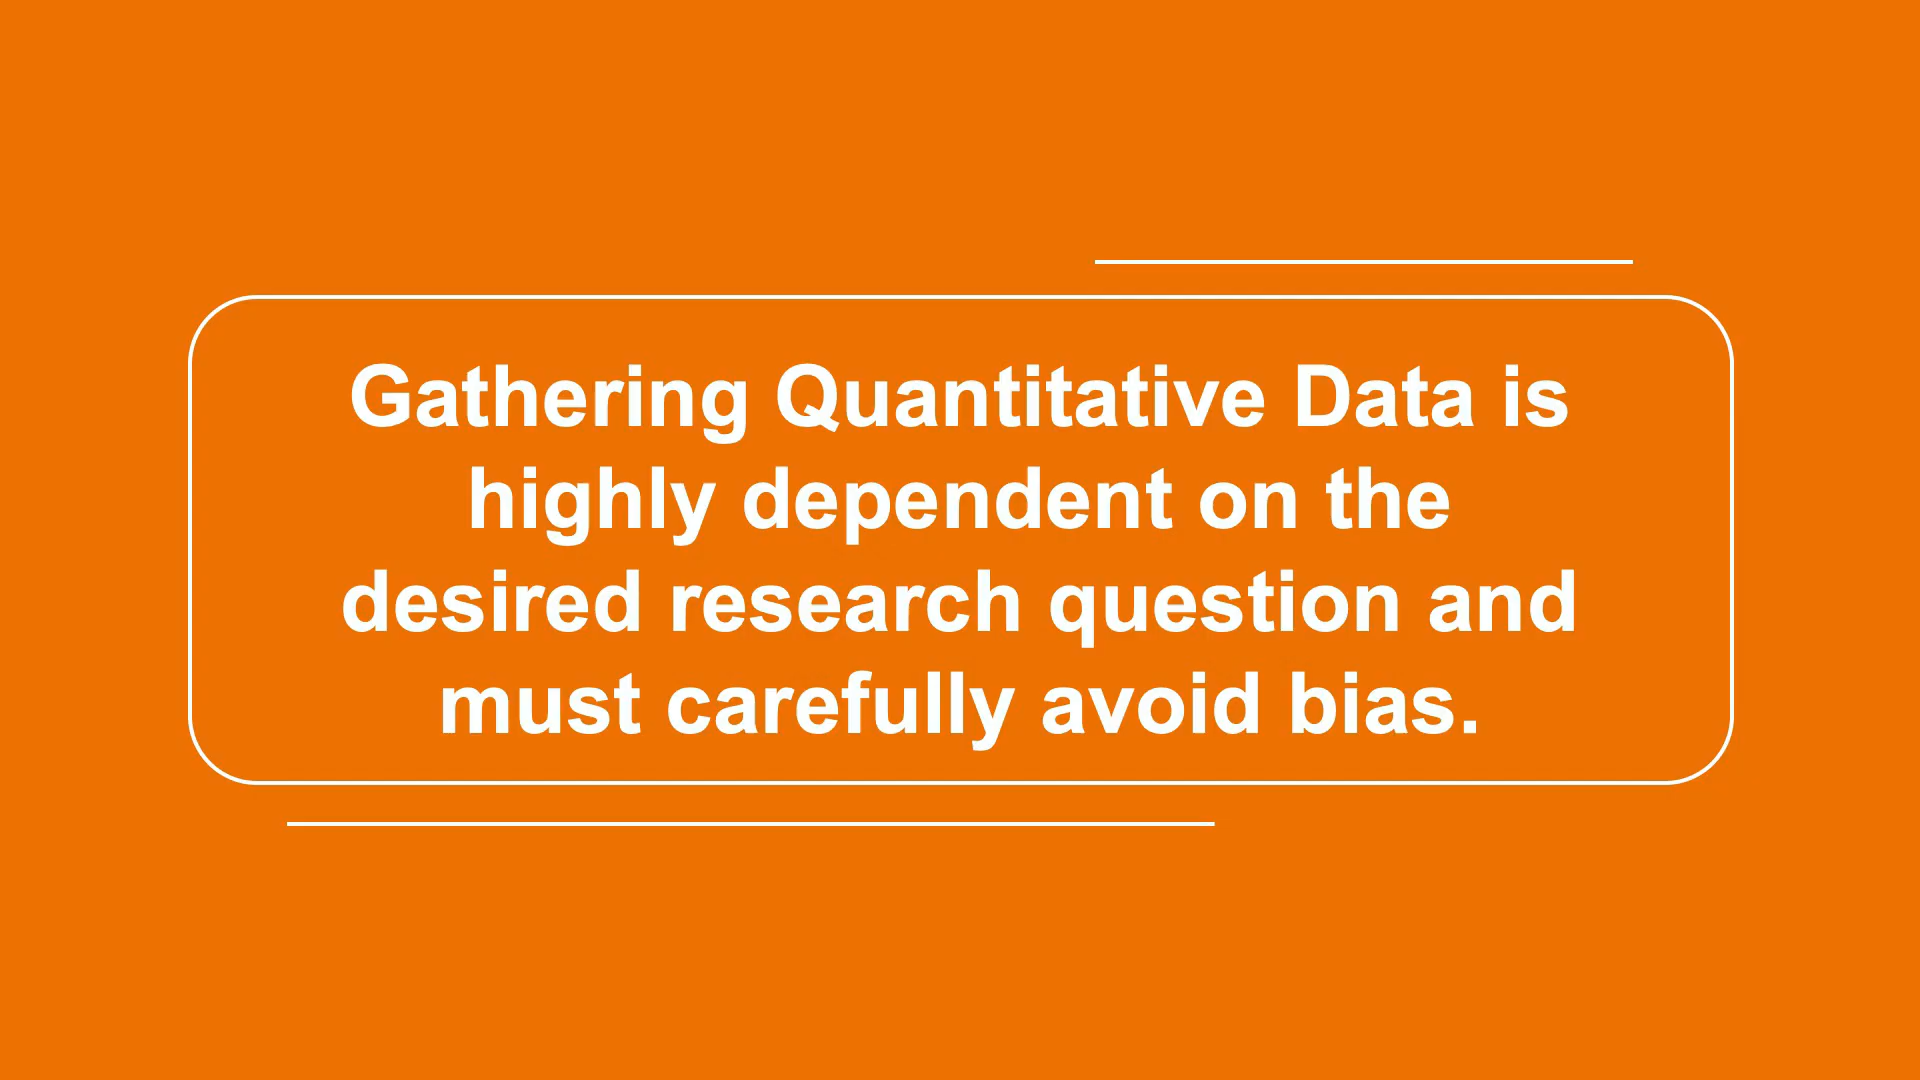 Gathering Quantitative Data is
highly dependent on the
desired research question and
must carefully avoid bias.